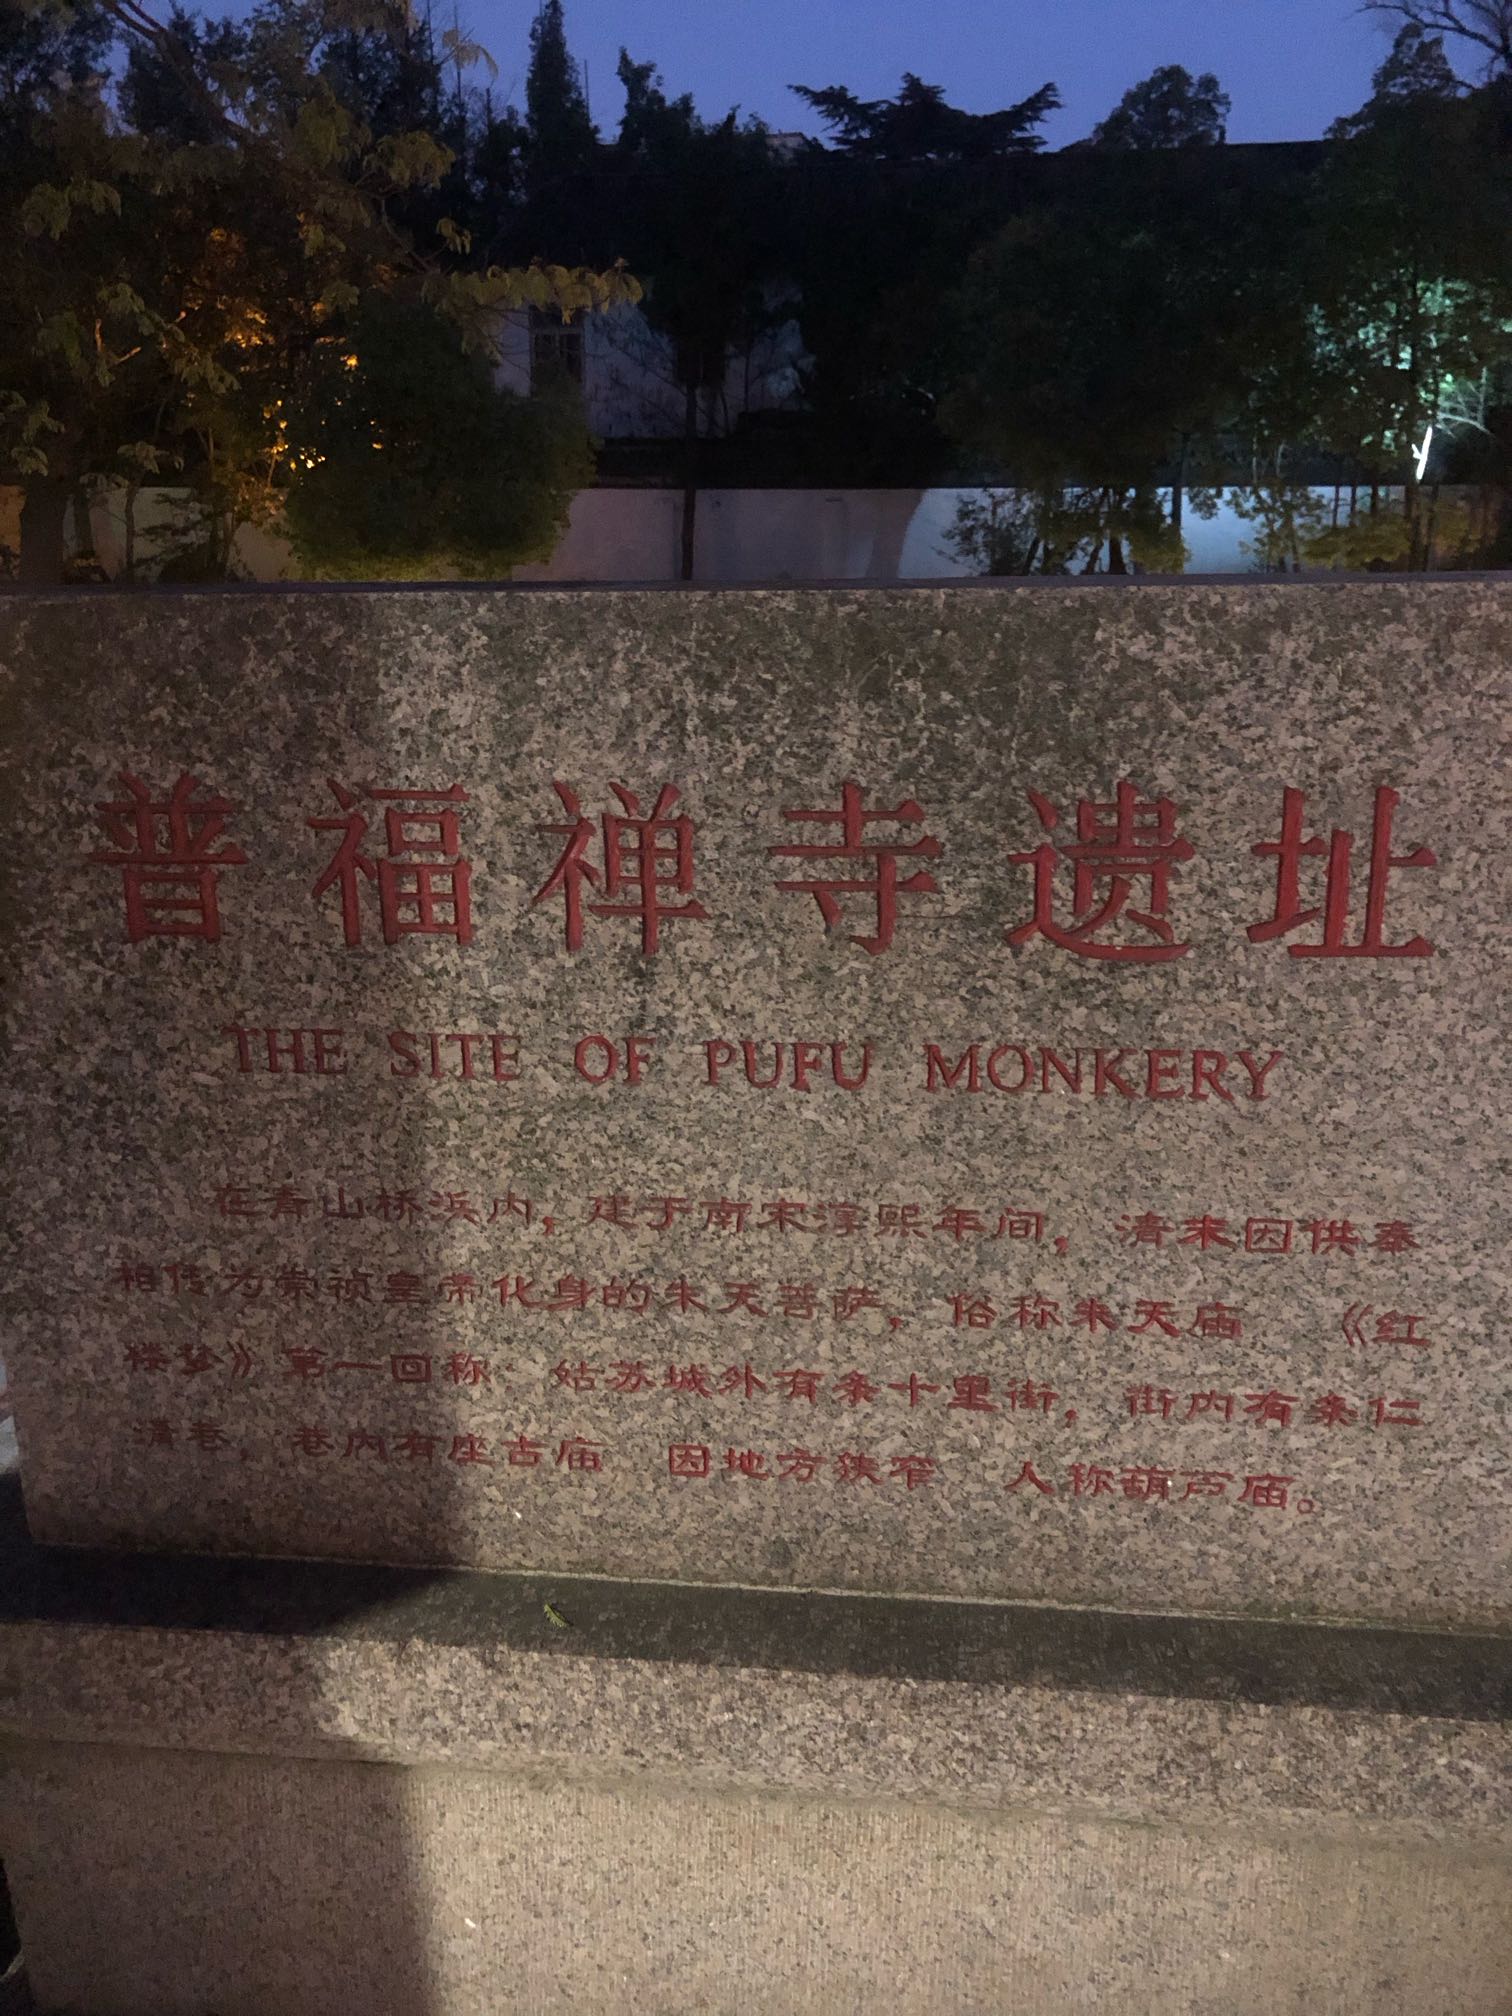 普福禅寺遗址
THE SITE OF PUFU MONKERY
在青山桥浜内，建于南宋淳熙年间，清末因供奉
相传为崇祯皇帝化身的朱天菩萨，俗称朱天庙 《红
楼梦》第一回称 姑苏城外有条十里街，街内有条仁
清巷，巷内有座古庙 因地方狭窄 人称葫芦庙。